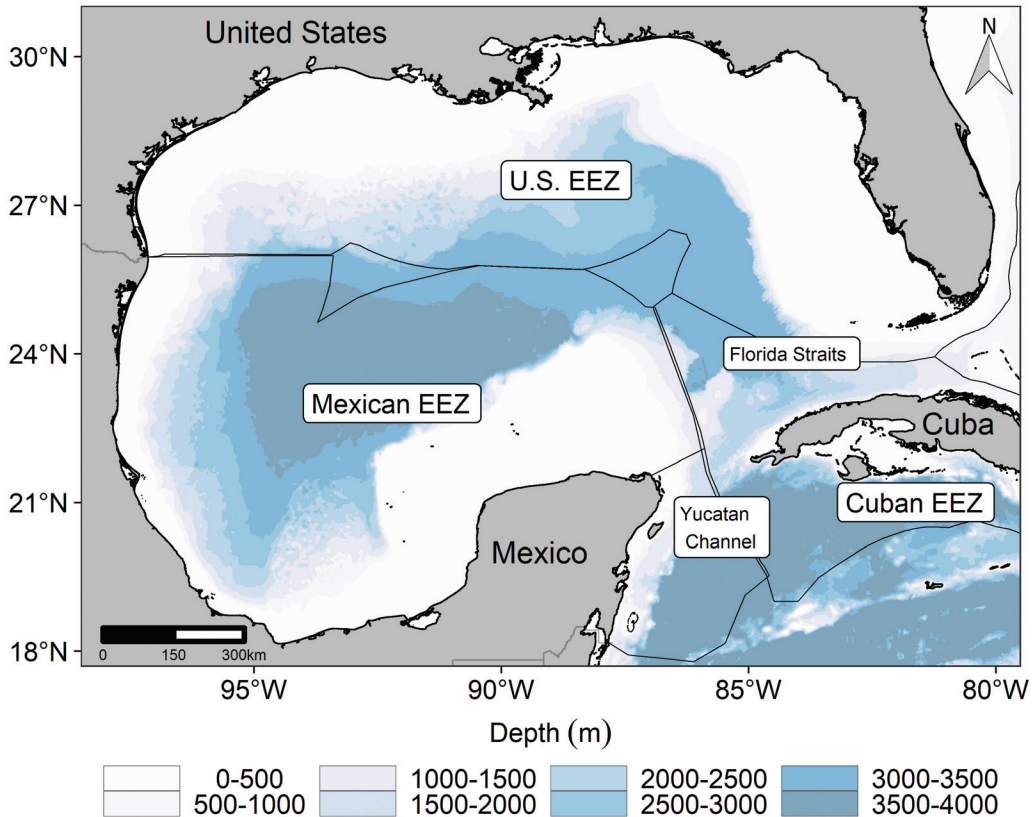 United States
N
30°N
U.S. EEZ
27°N
Florida Straits
24°N
Mexican EEZ
Cuba
21°N
Cuban EEZ
Yucatan
Channel
Mexico
18°N
0 150 300km
95°W 90°W 85°W 80°W
Depth (m)
0-500 1000-1500 2000-2500 3000-3500
500-1000 1500-2000 2500-3000 3500-4000